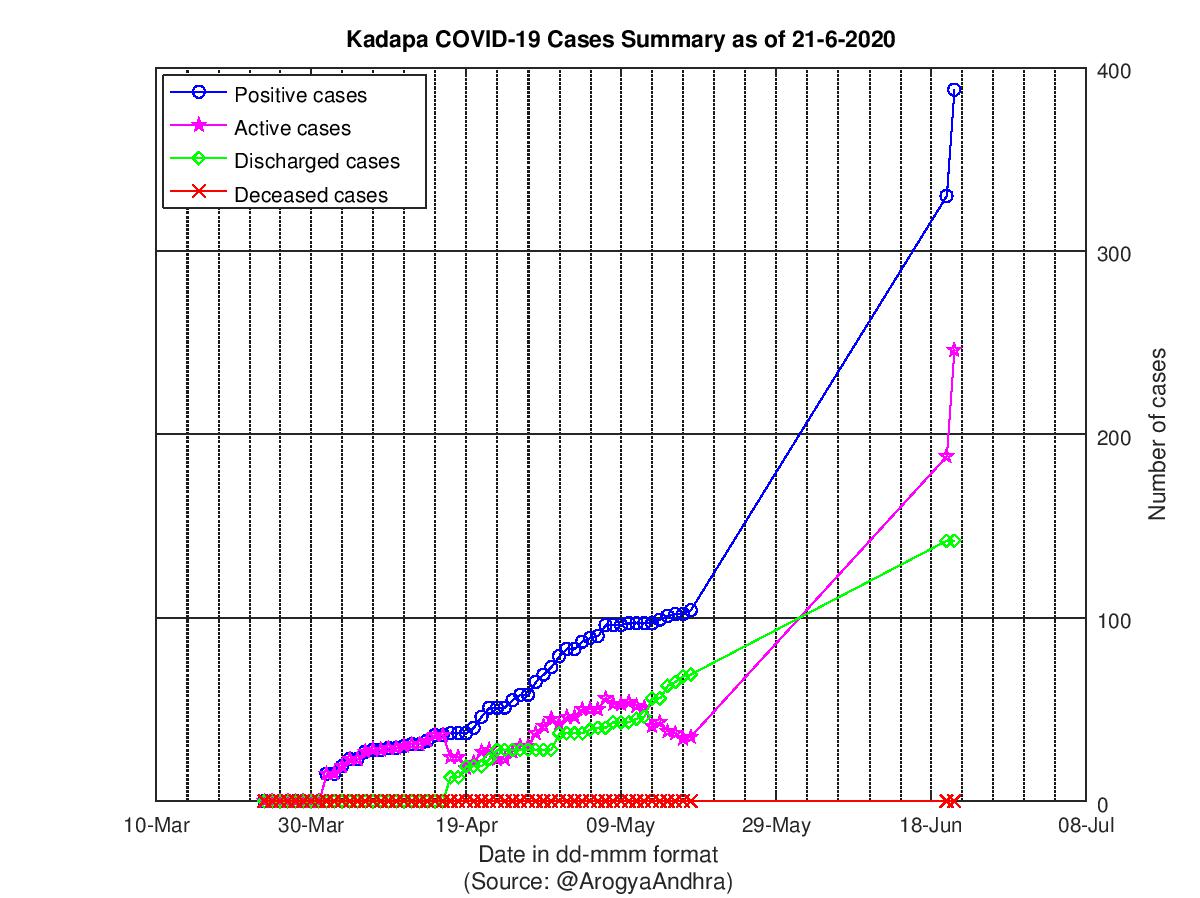 Kadapa COVID-19 Cases Summary as of 21-6-2020
Positive cases
Active cases
Discharged cases
Deceased cases
400
300
200
100
0
Number of cases
10-Mar 30-Mar 19-Apr 09-May 29-May 18-Jun 08-Jul
Date in dd-mmm format
(Source: @ArogyaAndhra)